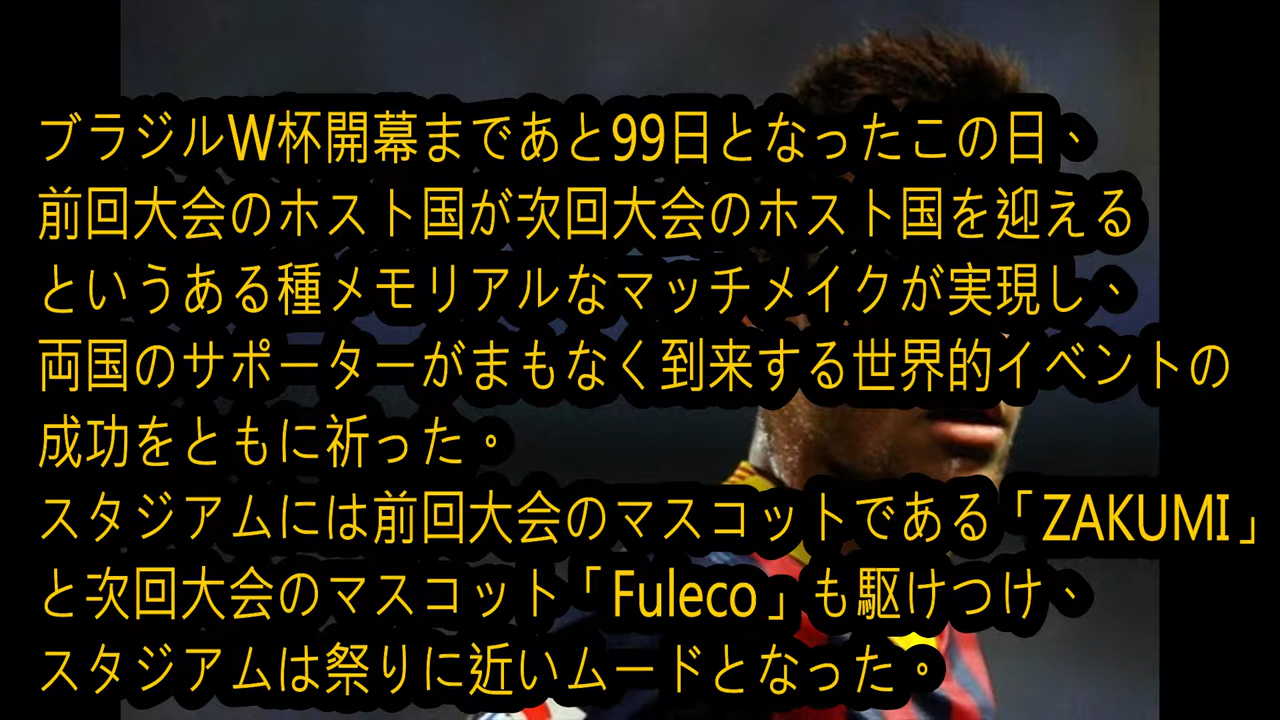 ブラジルW杯開幕まであと99日となったこの日、
前回大会のホスト国が次回大会のホスト国を迎える
というある種メモリアルなマッチメイクが実現し、
両国のサポーターがまもなく到来する世界的イベントの
成功をともに祈った。
スタジアムには前回大会のマスコットである「ZAKUMI」
と次回大会のマスコット「Fuleco」も駆けつけ、
スタジアムは祭りに近いムードとなった。